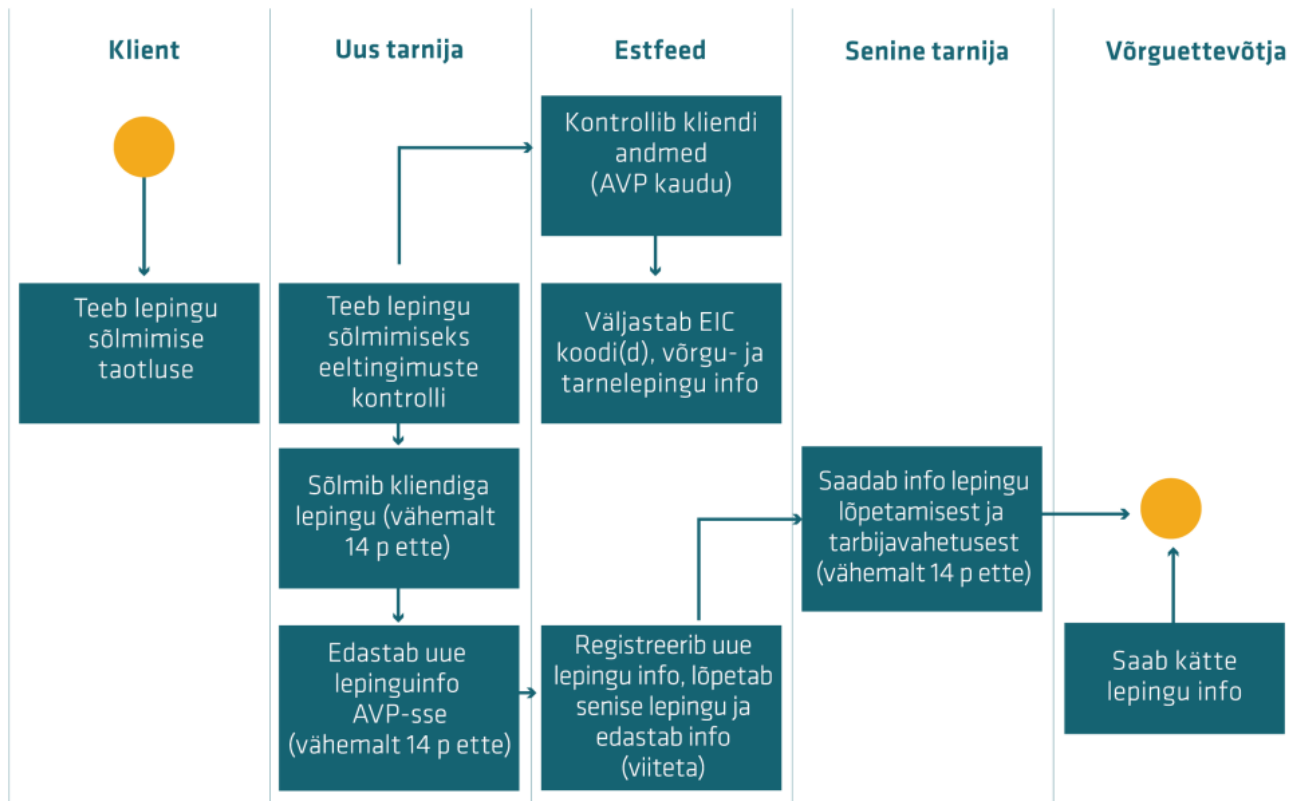 Klient
Uus tarnija
Estfeed
Senine tarnija
Võrguettevõtja
Teeb lepingu
sõlmimise
taotluse
Teeb lepingu
sõlmimiseks
eeltingimuste
kontrolli
Sõlmib kliendiga
lepingu (vähemalt
14 p ette)
Edastab uue
lepinguinfo
AVP-sse
(vähemalt 14 p ette)
Kontrollib kliendi
andmed
(AVP kaudu)
Väljastab EIC
koodi(d), võrgu- ja
tarnelepingu info
Registreerib uue
lepingu info, lõpetab
senise lepingu ja
edastab info
(viiteta)
Saadab info lepingu
lõpetamisest ja
tarbijavahetusest
(vähemalt 14 p ette)
Saab kätte
lepingu info